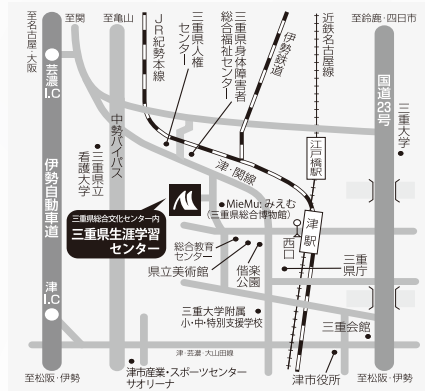 至名古屋・大阪
至関
至亀山
JR紀勢本線
三重県人権
センター
三重県身体障害者
総合福祉センター
伊勢鉄道
近鉄名古屋線
至鈴鹿・四日市
芸濃
I.C
中勢バイパス
国道23号
三重大学
江戸橋駅
三重県立
看護大学
津・関線
伊勢自動車道
MieMu:みえむ
(三重県総合博物館)
三重県総合文化センター内
三重県生涯学習
センター
津駅
西口
総合教育
センター
県立美術館
偕楽
公園
三重
県庁
津
I.C
三重大学附属
小・中・特別支援学校
三重会館
津・芸濃・大山田線
至松阪・伊勢
津市産業・スポーツセンター
サオリーナ
津市役所
至松阪・伊勢